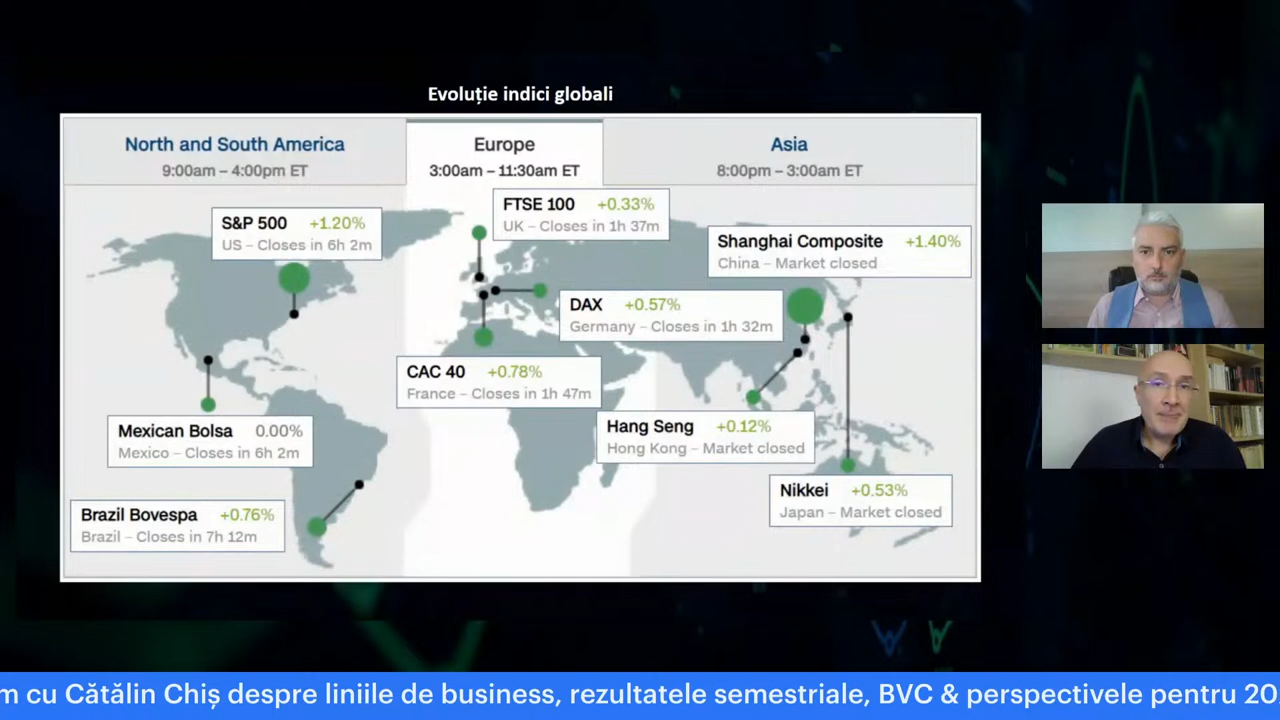 Evoluție indici globali
North and South America
9:00am – 4:00pm ET
Europe
3:00am – 11:30am ET
Asia
8:00pm – 3:00am ET
S&P 500 +1.20%
US – Closes in 6h 2m
FTSE 100 +0.33%
UK – Closes in 1h 37m
Shanghai Composite +1.40%
China – Market closed
DAX +0.57%
Germany – Closes in 1h 32m
CAC 40 +0.78%
France – Closes in 1h 47m
Mexican Bolsa 0.00%
Mexico – Closes in 6h 2m
Hang Seng +0.12%
Hong Kong – Market closed
Nikkei +0.53%
Japan – Market closed
Brazil Bovespa +0.76%
Brazil – Closes in 7h 12m
m cu Cătălin Chiș despre liniile de business, rezultatele semestriale, BVC & perspectivele pentru 20